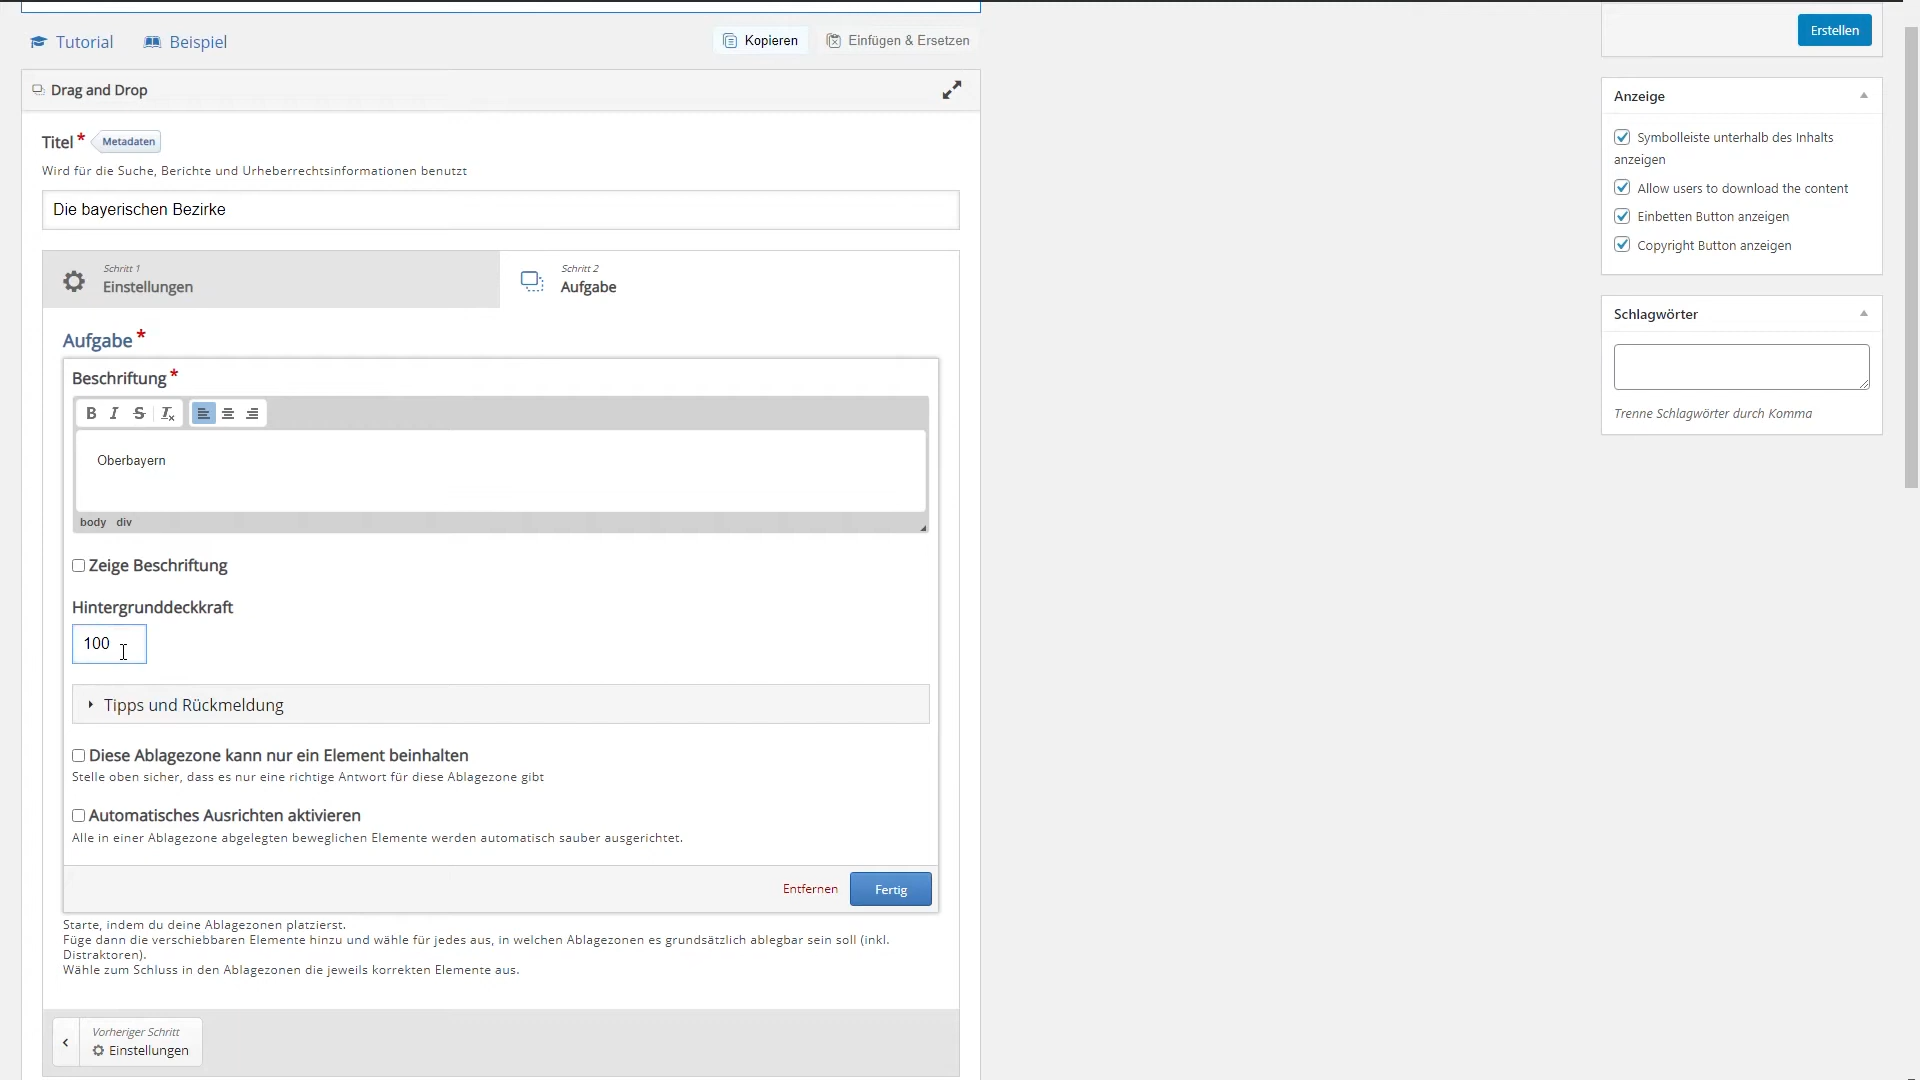 Tutorial
Beispiel
Kopieren
Einfügen & Ersetzen
Erstellen
Drag and Drop
Titel *
Metadaten
Wird für die Suche, Berichte und Urheberrechtsinformationen benutzt
Die bayerischen Bezirke
Schritt 1
Einstellungen
Schritt 2
Aufgabe
Aufgabe *
Beschriftung *
B I S Tx
Oberbayern
body div
Zeige Beschriftung
Hintergrunddeckkraft
100
Tipps und Rückmeldung
Diese Ablagezone kann nur ein Element beinhalten
Stelle oben sicher, dass es nur eine richtige Antwort für diese Ablagezone gibt
Automatisches Ausrichten aktivieren
Alle in einer Ablagezone abgelegten beweglichen Elemente werden automatisch sauber ausgerichtet.
Entfernen
Fertig
Starte, indem du deine Ablagezonen platzierst.
Füge dann die verschiebbaren Elemente hinzu und wähle für jedes aus, in welchen Ablagezonen es grundsätzlich ablegbar sein soll (inkl.
Distraktoren).
Wähle zum Schluss in den Ablagezonen die jeweils korrekten Elemente aus.
Vorheriger Schritt
Einstellungen
Anzeige
Symbolleiste unterhalb des Inhalts
anzeigen
Allow users to download the content
Einbetten Button anzeigen
Copyright Button anzeigen
Schlagwörter
Trenne Schlagwörter durch Komma